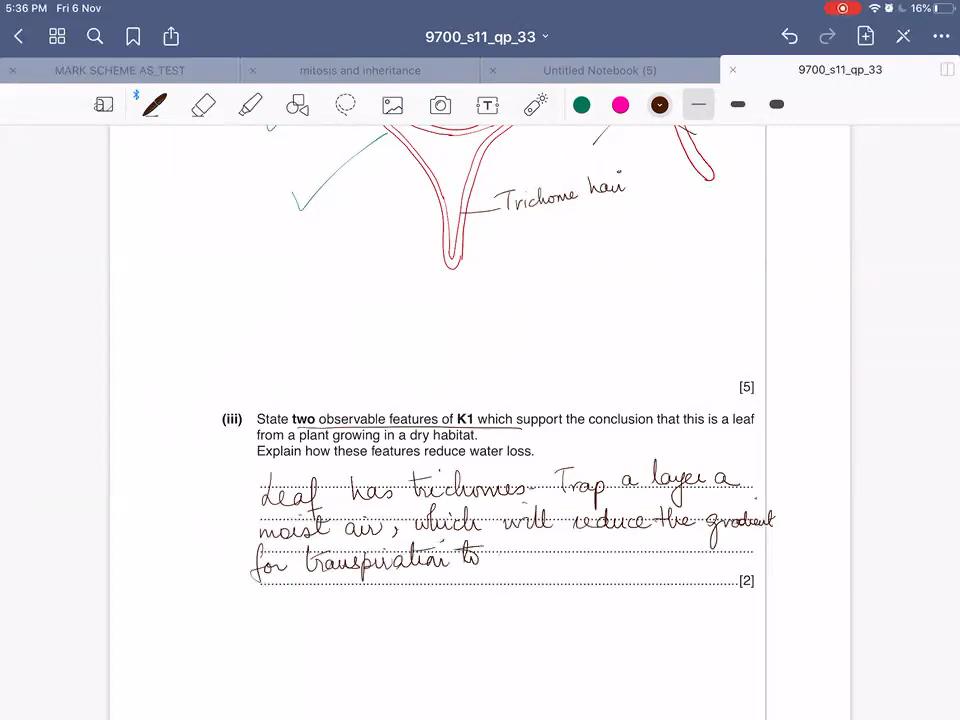 5:36 PM Fri 6 Nov
16%
9700_s11_qp_33
MARK SCHEME AS_TEST
mitosis and inheritance
Untitled Notebook (5)
9700_s11_qp_33
Trichome hair
[5]
(iii) State two observable features of K1 which support the conclusion that this is a leaf
from a plant growing in a dry habitat.
Explain how these features reduce water loss.
Leaf has trichomes. Trap a layer a
moist air, which will reduce the gradient
for transpiration to
[2]